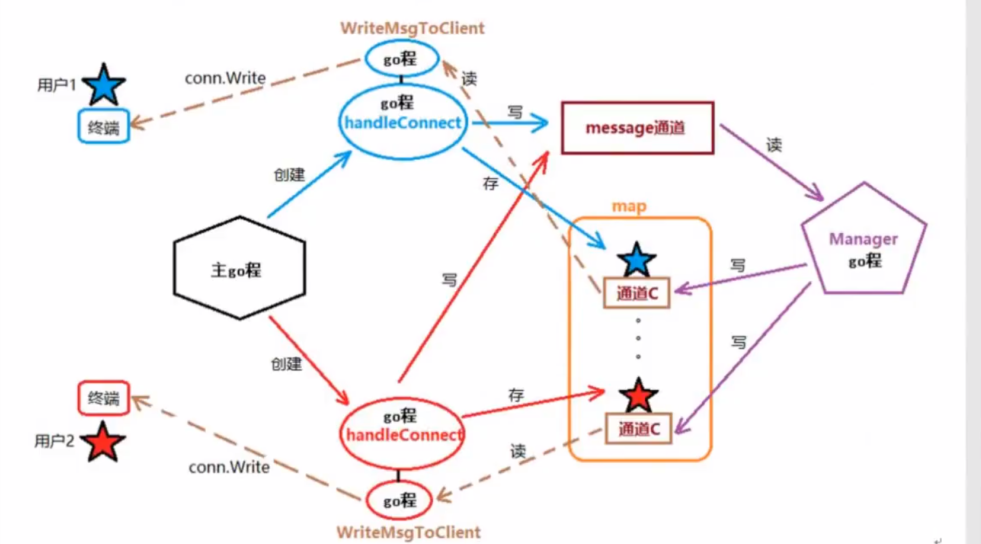 WriteMsgToClient
go程
用户1
conn.Write
读
终端
go程
handleConnect
写
message通道
读
创建
存
map
Manager
go程
主go程
写
通道C
写
写
创建
终端
存
go程
handleConnect
通道C
用户2
读
conn.Write
go程
WriteMsgToClient